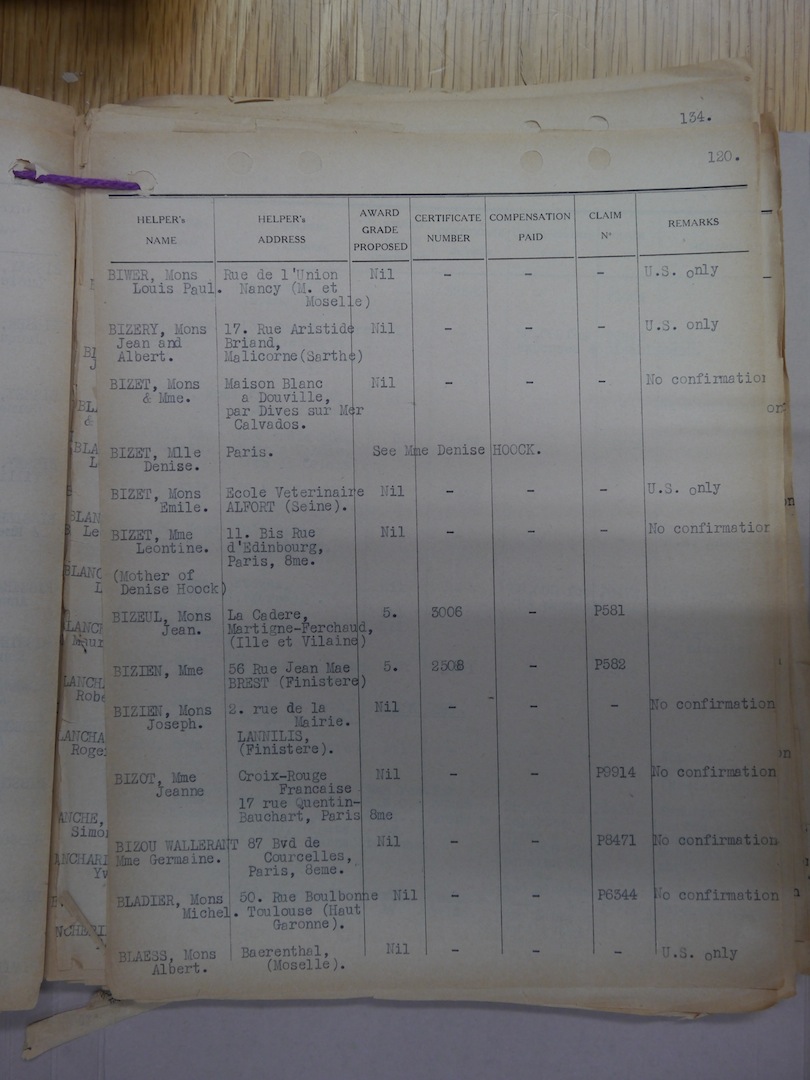 134.
120.
HELPER's NAME | HELPER's ADDRESS | AWARD GRADE PROPOSED | CERTIFICATE NUMBER | COMPENSATION PAID | CLAIM N° | REMARKS
BIWER, Mons Rue de l'Union Nil - - - U.S. only
Louis Paul. Nancy (M. et
Moselle)
BIZERY, Mons 17. Rue Aristide Nil - - - U.S. only
Jean and Briand,
Albert. Malicorne(Sarthe)
BIZET, Mons Maison Blanc Nil - - - No confirmation
& Mme. a Douville,
par Dives sur Mer
Calvados.
BIZET, Mlle Paris. See Mme Denise HOOCK.
Denise.
BIZET, Mons Ecole Veterinaire Nil - - - U.S. only
Emile. ALFORT (Seine).
BIZET, Mme 11. Bis Rue Nil - - - No confirmation
Leontine. d'Edinbourg,
Paris, 8me.
(Mother of
Denise Hoock)
BIZEUL, Mons La Cadere, 5. 3006 - P581
Jean. Martigne-Ferchaud,
(Ille et Vilaine)
BIZIEN, Mme 56 Rue Jean Mae 5. 2508 - P582
BREST (Finistere)
BIZIEN, Mons 2. rue de la Nil - - - No confirmation
Joseph. Mairie.
LANNILIS,
(Finistere).
BIZOT, Mme Croix-Rouge Nil - - P9914 No confirmation
Jeanne Francaise
17 rue Quentin-
Bauchart, Paris 8me
BIZOU WALLERANT 87 Bvd de Nil - - P8471 No confirmation
Mme Germaine. Courcelles,
Paris, 8eme.
BLADIER, Mons 50. Rue Boulbonne Nil - - P6344 No confirmation
Michel. Toulouse (Haut
Garonne).
BLAESS, Mons Baerenthal, Nil - - - U.S. only
Albert. (Moselle).